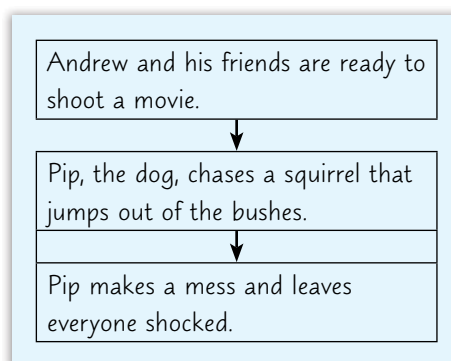 Andrew and his friends are ready to
shoot a movie.
Pip, the dog, chases a squirrel that
jumps out of the bushes.
Pip makes a mess and leaves
everyone shocked.